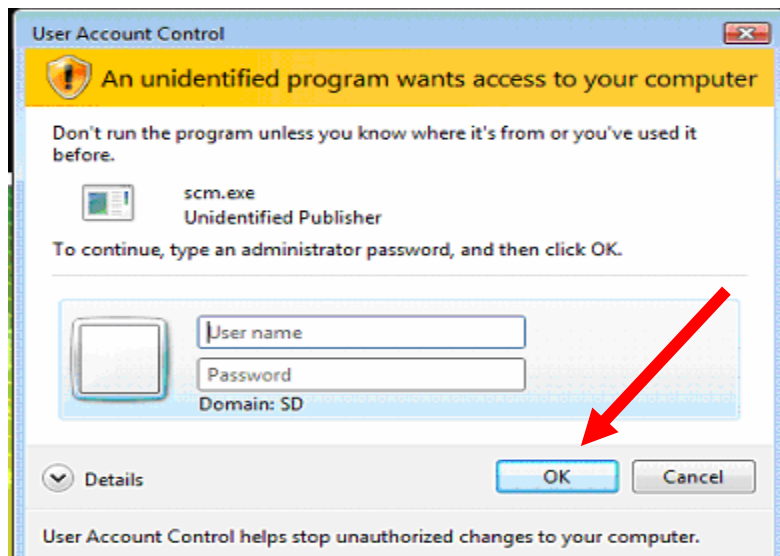 User Account Control
An unidentified program wants access to your computer
Don't run the program unless you know where it's from or you've used it
before.
scm.exe
Unidentified Publisher
To continue, type an administrator password, and then click OK.
User name
Password
Domain: SD
Details
OK
Cancel
User Account Control helps stop unauthorized changes to your computer.